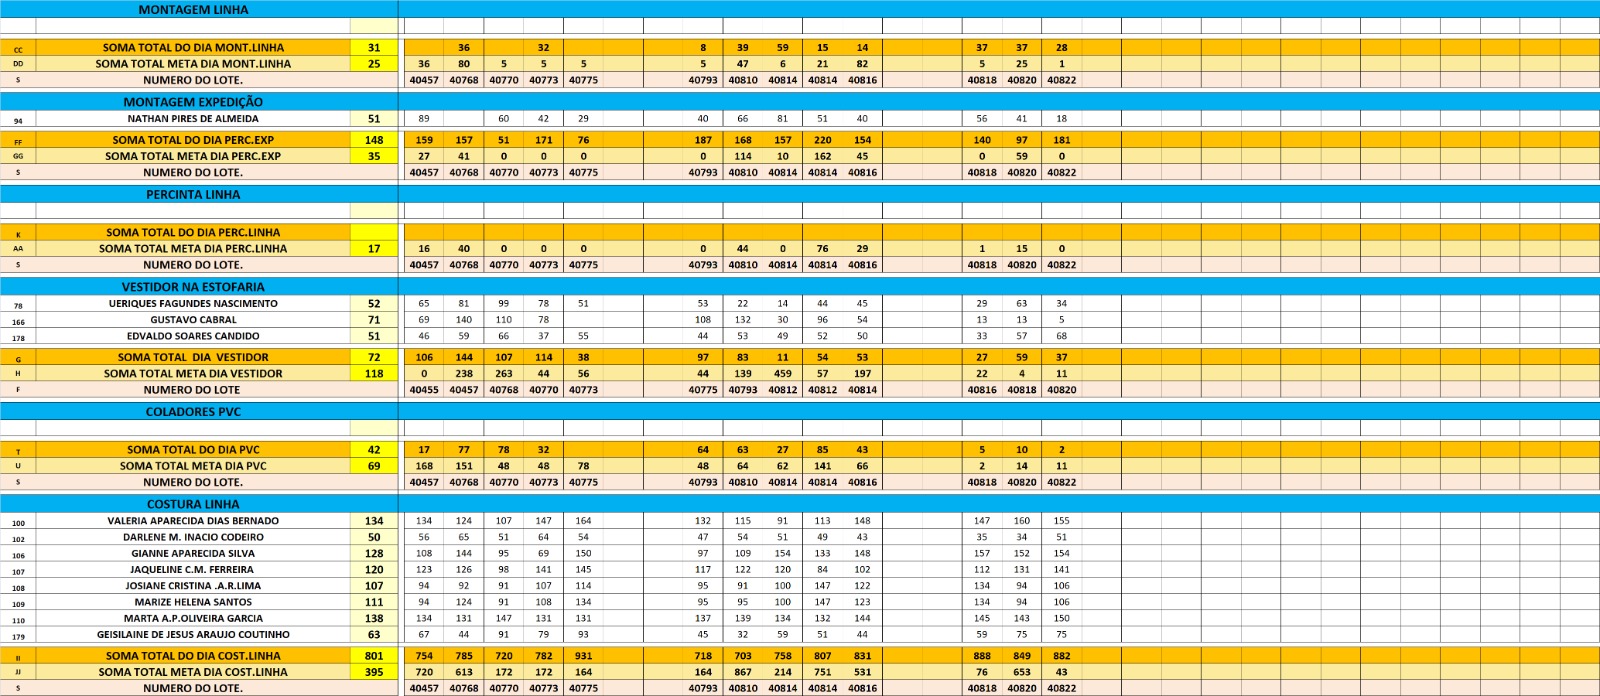 MONTAGEM LINHA
CC SOMA TOTAL DO DIA MONT.LINHA 31 36 32 8 39 59 15 14 37 37 28
DD SOMA TOTAL META DIA MONT.LINHA 25 36 80 5 5 5 5 47 6 21 82 5 25 1
S NUMERO DO LOTE. 40457 40768 40770 40773 40775 40793 40810 40814 40814 40816 40818 40820 40822
MONTAGEM EXPEDIÇÃO
94 NATHAN PIRES DE ALMEIDA 51 89 60 42 29 40 66 81 51 40 56 41 18
FF SOMA TOTAL DO DIA PERC.EXP 148 159 157 51 171 76 187 168 157 220 154 140 97 181
GG SOMA TOTAL META DIA PERC.EXP 35 27 41 0 0 0 0 114 10 162 45 0 59 0
S NUMERO DO LOTE. 40457 40768 40770 40773 40775 40793 40810 40814 40814 40816 40818 40820 40822
PERCINTA LINHA
K SOMA TOTAL DO DIA PERC.LINHA
AA SOMA TOTAL META DIA PERC.LINHA 17 16 40 0 0 0 0 44 0 76 29 1 15 0
S NUMERO DO LOTE. 40457 40768 40770 40773 40775 40793 40810 40814 40814 40816 40818 40820 40822
VESTIDOR NA ESTOFARIA
78 UERIQUES FAGUNDES NASCIMENTO 52 65 81 99 78 51 53 22 14 44 45 29 63 34
166 GUSTAVO CABRAL 71 69 140 110 78 108 132 30 96 54 13 13 5
178 EDVALDO SOARES CANDIDO 51 46 59 66 37 55 44 53 49 52 50 33 57 68
G SOMA TOTAL DIA VESTIDOR 72 106 144 107 114 38 97 83 11 54 53 27 59 37
H SOMA TOTAL META DIA VESTIDOR 118 0 238 263 44 56 44 139 459 57 197 22 4 11
F NUMERO DO LOTE 40455 40457 40768 40770 40773 40775 40793 40812 40812 40814 40816 40818 40820
COLADORES PVC
T SOMA TOTAL DO DIA PVC 42 17 77 78 32 64 63 27 85 43 5 10 2
U SOMA TOTAL META DIA PVC 69 168 151 48 48 78 48 64 62 141 66 2 14 11
S NUMERO DO LOTE. 40457 40768 40770 40773 40775 40793 40810 40814 40814 40816 40818 40820 40822
COSTURA LINHA
100 VALERIA APARECIDA DIAS BERNADO 134 134 124 107 147 164 132 115 91 113 148 147 160 155
102 DARLENE M. INACIO CODEIRO 50 56 65 51 64 54 47 54 51 49 43 35 34 51
106 GIANNE APARECIDA SILVA 128 108 144 95 69 150 97 109 154 133 148 157 152 154
107 JAQUELINE C.M. FERREIRA 120 123 126 98 141 145 117 122 120 84 102 112 131 141
108 JOSIANE CRISTINA .A.R.LIMA 107 94 92 91 107 114 95 91 100 147 122 134 94 106
109 MARIZE HELENA SANTOS 111 94 124 91 108 134 95 95 100 147 123 134 94 106
110 MARTA A.P.OLIVEIRA GARCIA 138 134 131 147 131 131 137 139 134 132 144 145 143 150
179 GEISILAINE DE JESUS ARAUJO COUTINHO 63 67 44 91 79 93 45 32 59 51 44 59 75 75
II SOMA TOTAL DO DIA COST.LINHA 801 754 785 720 782 931 718 703 758 807 831 888 849 882
JJ SOMA TOTAL META DIA COST.LINHA 395 720 613 172 172 164 164 867 214 751 531 76 653 43
S NUMERO DO LOTE. 40457 40768 40770 40773 40775 40793 40810 40814 40814 40816 40818 40820 40822